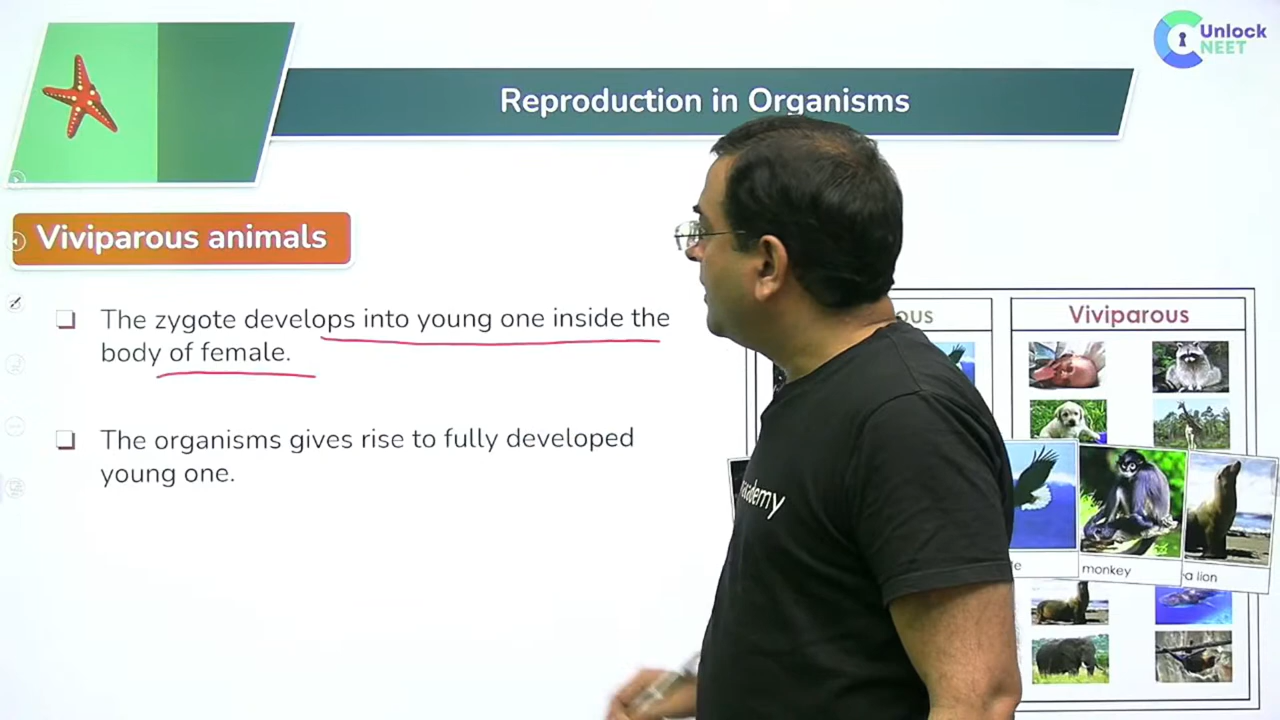 Unlock
NEET
Reproduction in Organisms
Viviparous animals
The zygote develops into young one inside the
body of female.
The organisms gives rise to fully developed
young one.
Viviparous
monkey
lion